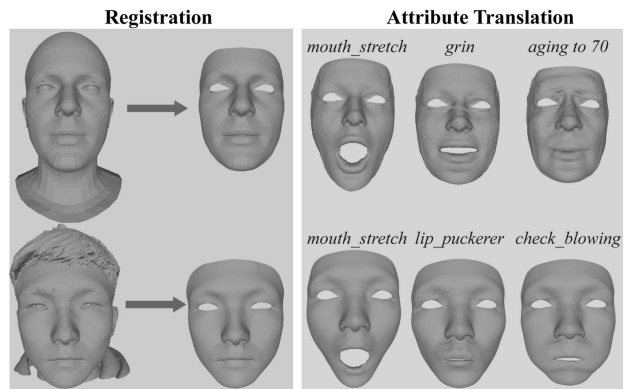 Registration
Attribute Translation
mouth_stretch
grin
aging to 70
mouth_stretch
lip_puckerer
check_blowing